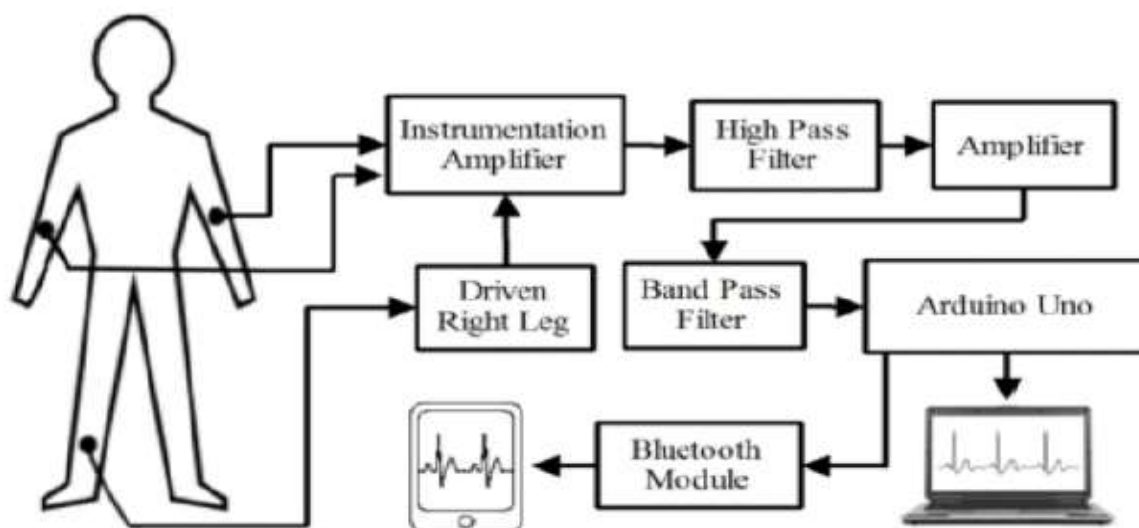 Instrumentation
Amplifier
High Pass
Filter
Amplifier
Driven
Right Leg
Band Pass
Filter
Arduino Uno
Bluetooth
Module